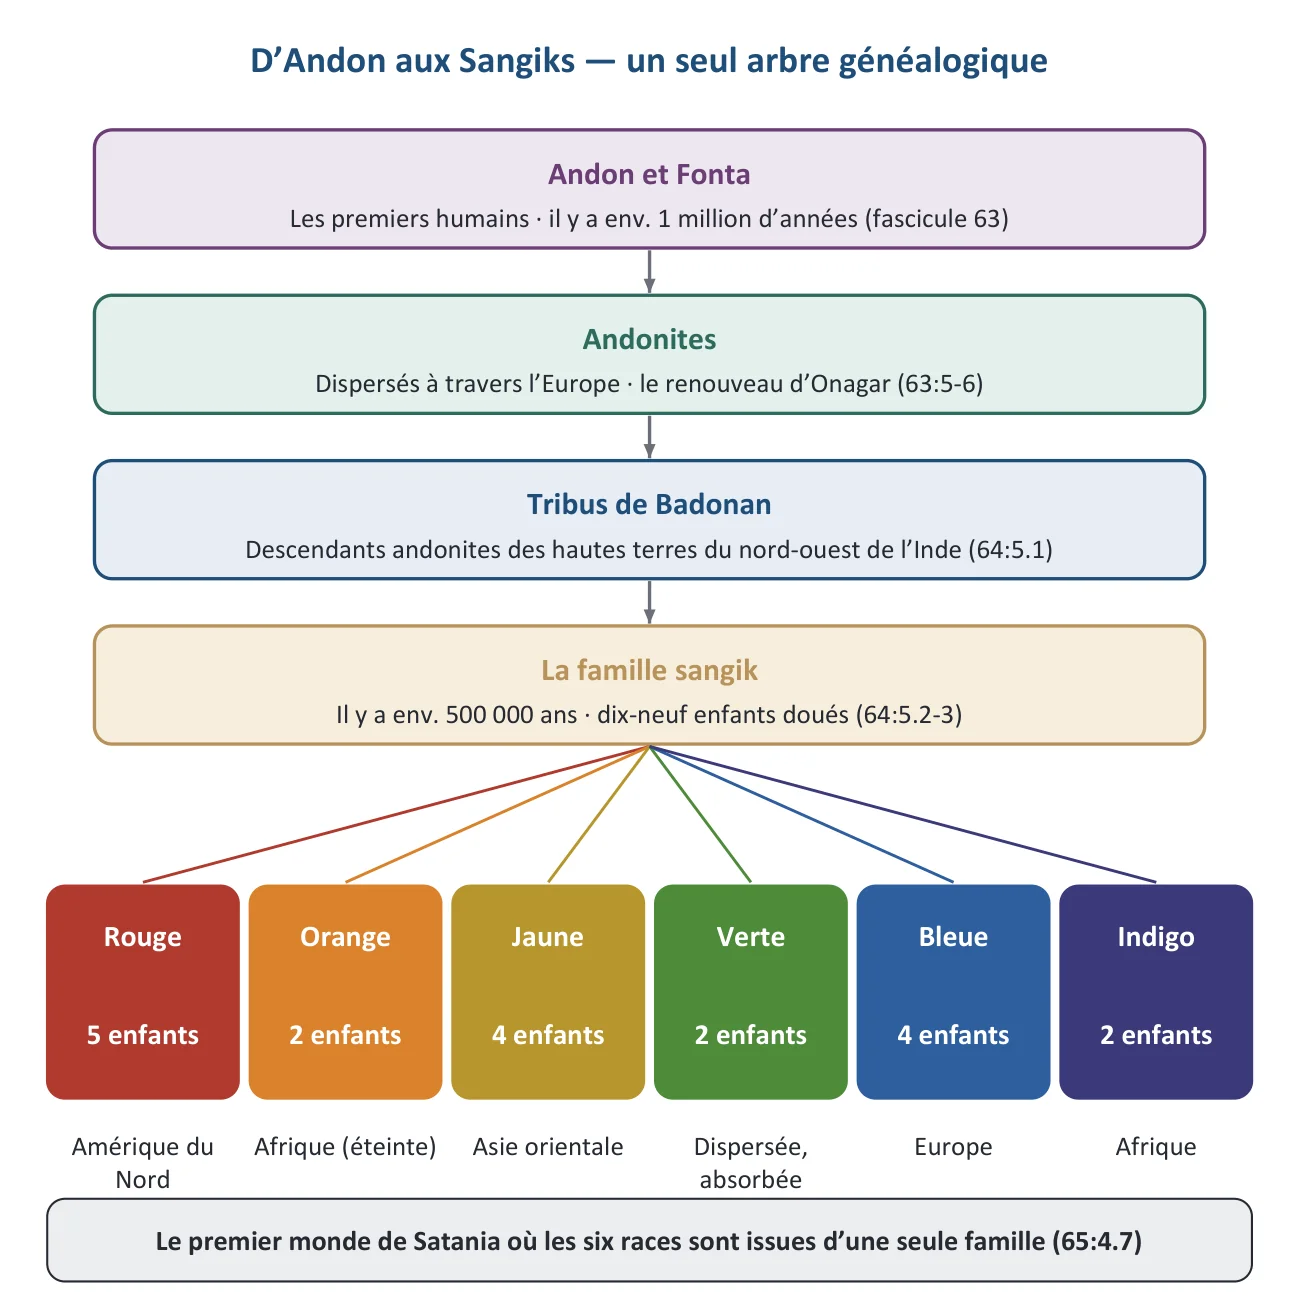 D’Andon aux Sangiks — un seul arbre généalogique
Andon et Fonta
Les premiers humains · il y a env. 1 million d’années (fascicule 63)
Andonites
Dispersés à travers l’Europe · le renouveau d’Onagar (63:5-6)
Tribus de Badonan
Descendants andonites des hautes terres du nord-ouest de l’Inde (64:5.1)
La famille sangik
Il y a env. 500 000 ans · dix-neuf enfants doués (64:5.2-3)
Rouge
Orange
Jaune
Verte
Bleue
Indigo
5 enfants
2 enfants
4 enfants
2 enfants
4 enfants
2 enfants
Amérique du
Nord
Afrique (éteinte)
Asie orientale
Dispersée,
absorbée
Europe
Afrique
Le premier monde de Satania où les six races sont issues d’une seule famille (65:4.7)